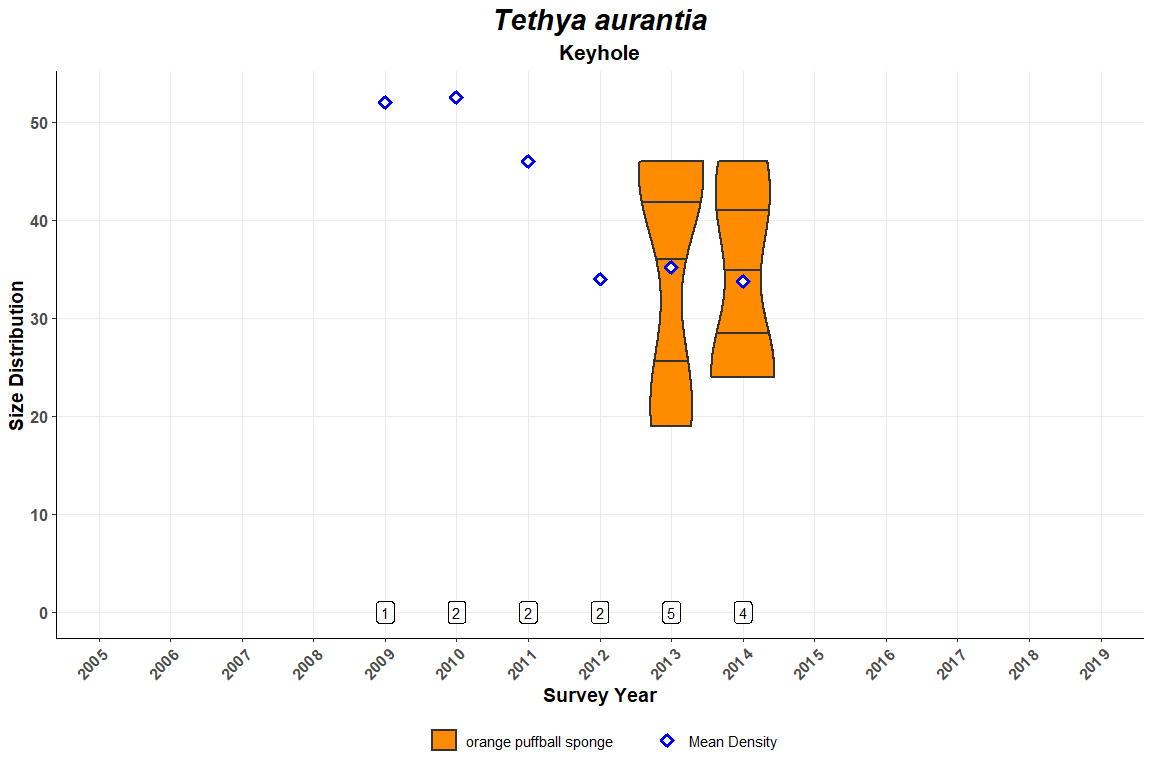 Tethya aurantia
Keyhole
Size Distribution
50
40
30
20
10
0
1 2 2 2 5 4
2005 2006 2007 2008 2009 2010 2011 2012 2013 2014 2015 2016 2017 2018 2019
Survey Year
orange puffball sponge Mean Density